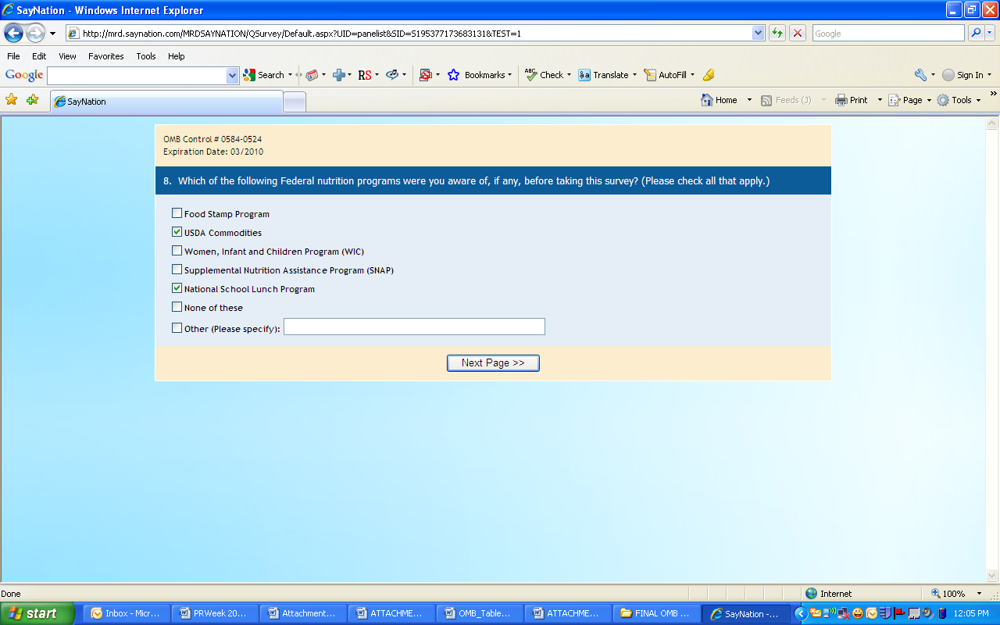 SayNation - Windows Internet Explorer
http://mrd.saynation.com/MRDSAYNATION/QSurvey/Default.aspx?UID=panelist&SID=S195377173683131&TEST=1
Google
File Edit View Favorites Tools Help
Google Search RS Bookmarks ABC Check Translate AutoFill Sign In
SayNation
Home Feeds (J) Print Page Tools
OMB Control # 0584-0524
Expiration Date: 03/2010
8. Which of the following Federal nutrition programs were you aware of, if any, before taking this survey? (Please check all that apply.)
Food Stamp Program
USDA Commodities
Women, Infant and Children Program (WIC)
Supplemental Nutrition Assistance Program (SNAP)
National School Lunch Program
None of these
Other (Please specify):
Next Page >>
Done Internet 100%
start Inbox - Micr... PRWeek 20... Attachment... ATTACHME... OMB_Table... ATTACHME... FINAL OMB ... SayNation -... 12:05 PM